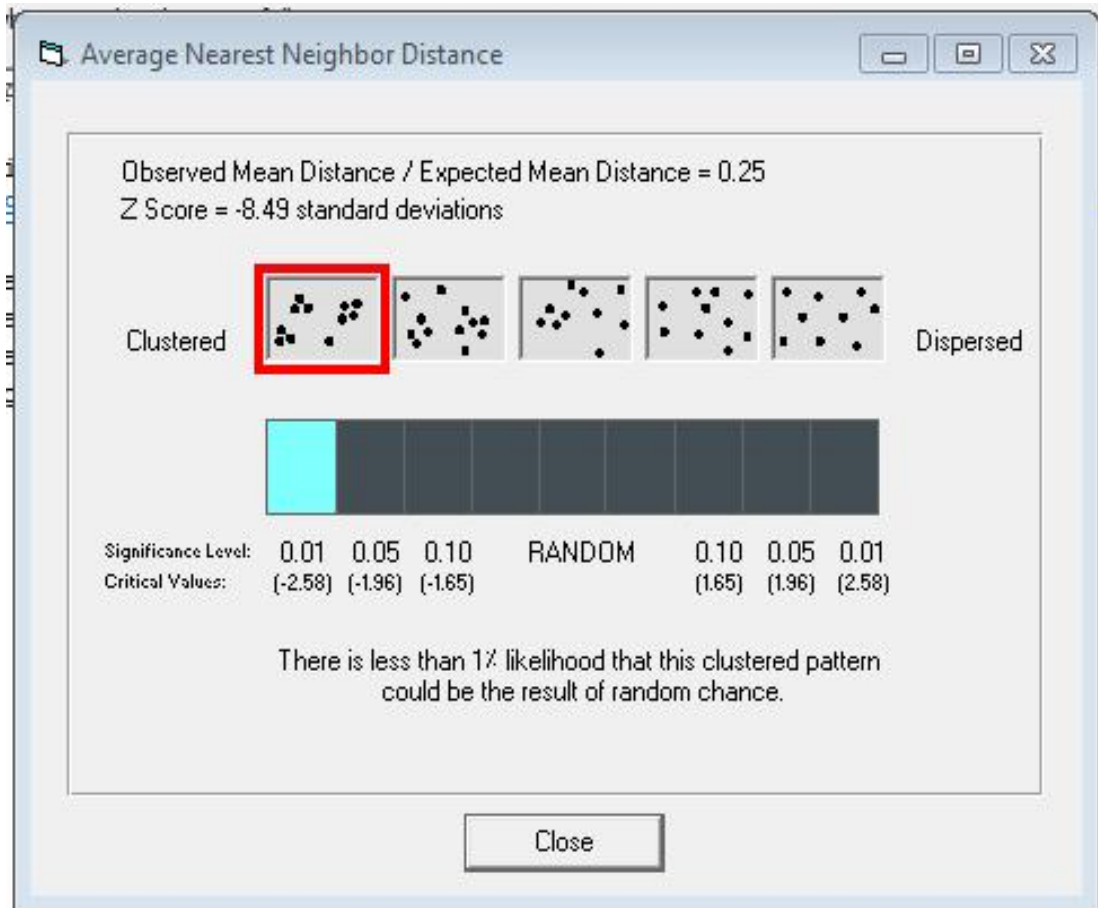 Average Nearest Neighbor Distance
Observed Mean Distance / Expected Mean Distance = 0.25
Z Score = -8.49 standard deviations
Clustered
Dispersed
Significance Level: 0.01 0.05 0.10 RANDOM 0.10 0.05 0.01
Critical Values: (-2.58) (-1.96) (-1.65) (1.65) (1.96) (2.58)
There is less than 1% likelihood that this clustered pattern
could be the result of random chance.
Close